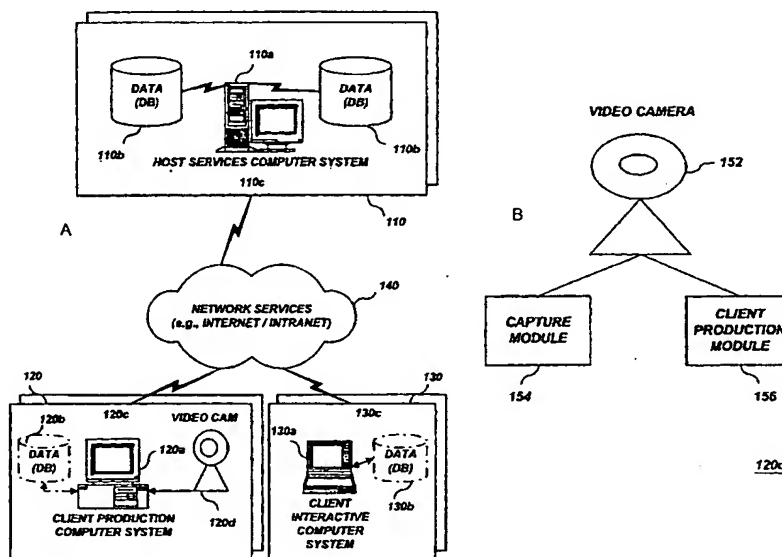 110a
DATA
(DB)
DATA
(DB)
110b
110b
HOST SERVICES COMPUTER SYSTEM
110c
110
A
NETWORK SERVICES
(e.g., INTERNET / INTRANET)
140
120
120c
120b
DATA
(DB)
120a
VIDEO CAM
120d
CLIENT PRODUCTION
COMPUTER SYSTEM
130
130c
130a
DATA
(DB)
130b
CLIENT
INTERACTIVE
COMPUTER
SYSTEM
VIDEO CAMERA
152
B
CAPTURE
MODULE
154
CLIENT
PRODUCTION
MODULE
156